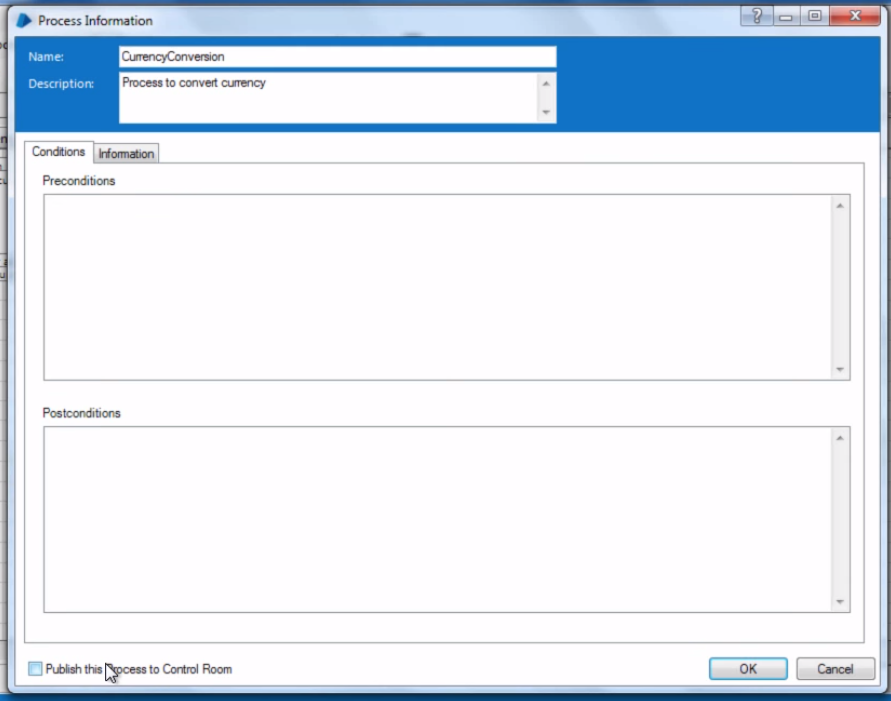 Process Information
Name: CurrencyConversion
Description: Process to convert currency
Conditions Information
Preconditions
Postconditions
Publish this Process to Control Room OK Cancel